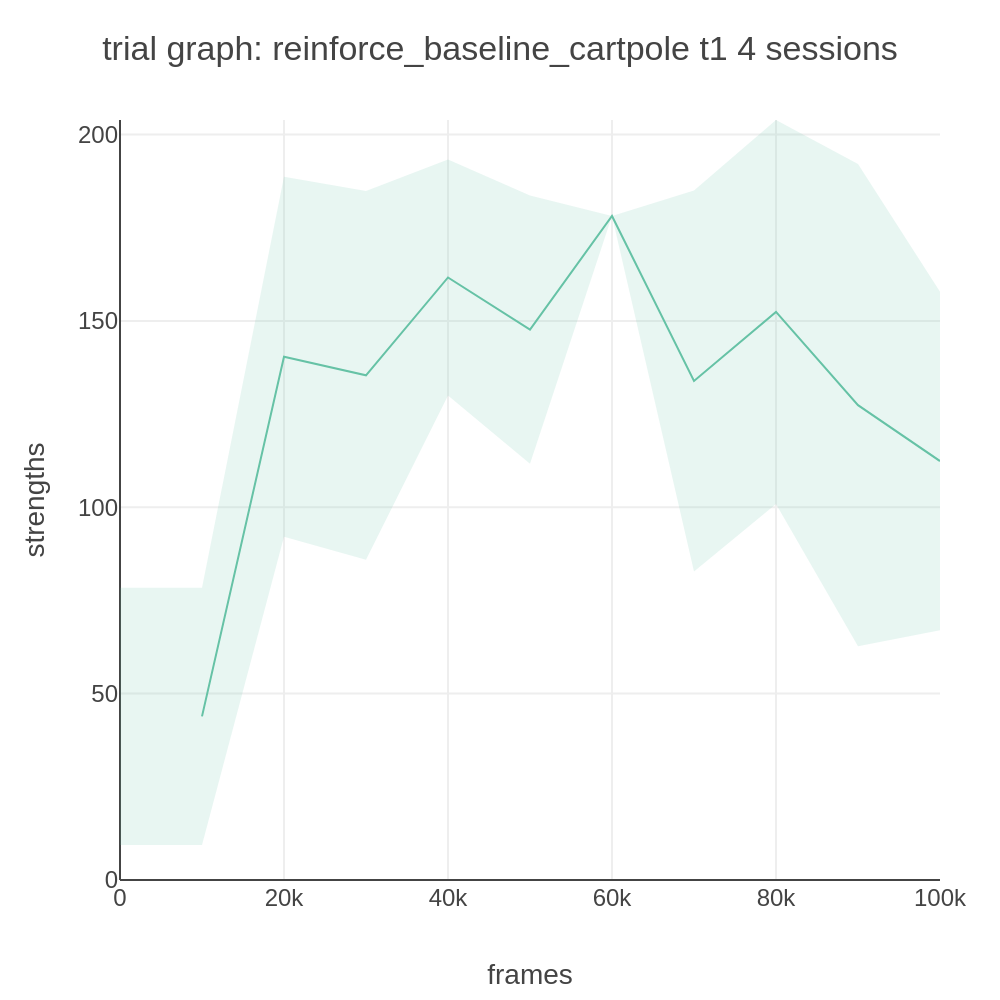 trial graph: reinforce_baseline_cartpole t1 4 sessions
200
150
100
50
0
strengths
0
20k
40k
60k
80k
100k
frames